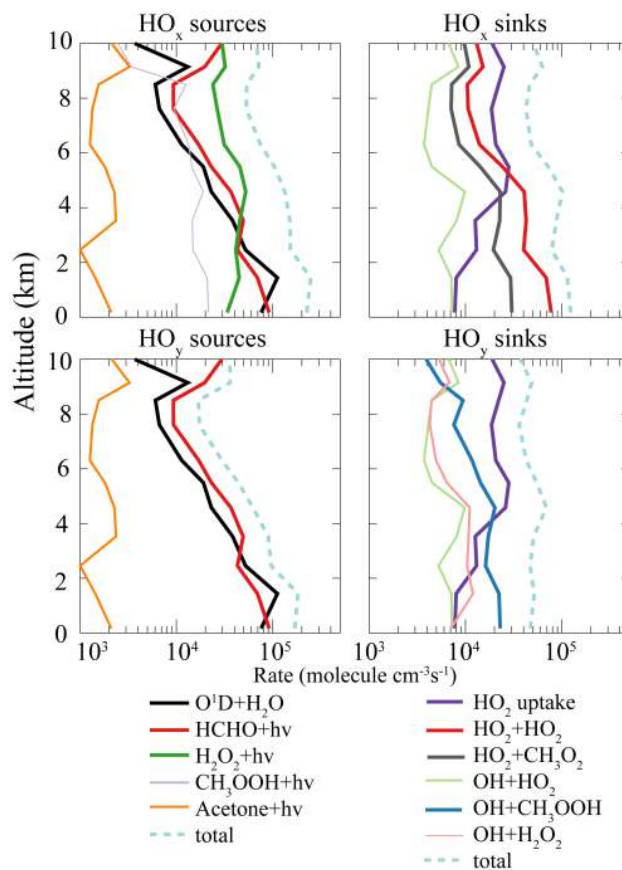 HOₓ sources
HOₓ sinks
10
8
6
4
2
0
HOᵧ sources
HOᵧ sinks
Altitude (km)
10
8
6
4
2
0
10³ 10⁴ 10⁵ 10³ 10⁴ 10⁵
Rate (molecule cm⁻³s⁻¹)
O¹D+H₂O
HCHO+hv
H₂O₂+hv
CH₃OOH+hv
Acetone+hv
total
HO₂ uptake
HO₂+HO₂
HO₂+CH₃O₂
OH+HO₂
OH+CH₃OOH
OH+H₂O₂
total